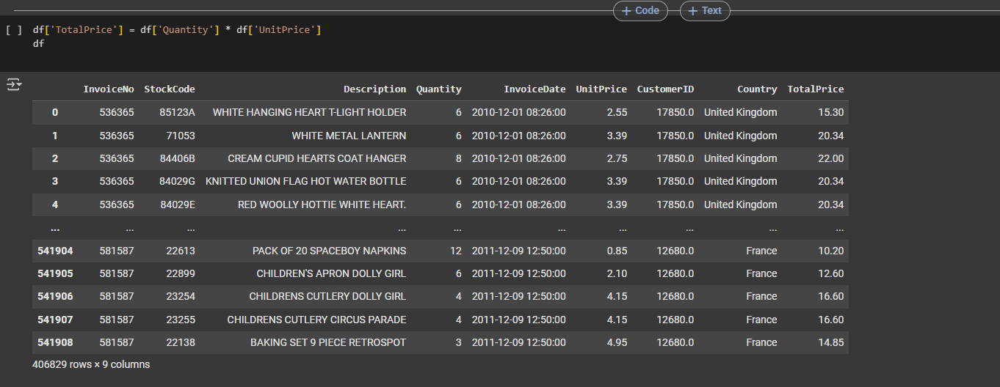 + Code + Text
[ ] df['TotalPrice'] = df['Quantity'] * df['UnitPrice']
df
InvoiceNo StockCode Description Quantity InvoiceDate UnitPrice CustomerID Country TotalPrice
0 536365 85123A WHITE HANGING HEART T-LIGHT HOLDER 6 2010-12-01 08:26:00 2.55 17850.0 United Kingdom 15.30
1 536365 71053 WHITE METAL LANTERN 6 2010-12-01 08:26:00 3.39 17850.0 United Kingdom 20.34
2 536365 84406B CREAM CUPID HEARTS COAT HANGER 8 2010-12-01 08:26:00 2.75 17850.0 United Kingdom 22.00
3 536365 84029G KNITTED UNION FLAG HOT WATER BOTTLE 6 2010-12-01 08:26:00 3.39 17850.0 United Kingdom 20.34
4 536365 84029E RED WOOLLY HOTTIE WHITE HEART. 6 2010-12-01 08:26:00 3.39 17850.0 United Kingdom 20.34
... ... ... ... ... ... ... ... ... ...
541904 581587 22613 PACK OF 20 SPACEBOY NAPKINS 12 2011-12-09 12:50:00 0.85 12680.0 France 10.20
541905 581587 22899 CHILDREN'S APRON DOLLY GIRL 6 2011-12-09 12:50:00 2.10 12680.0 France 12.60
541906 581587 23254 CHILDRENS CUTLERY DOLLY GIRL 4 2011-12-09 12:50:00 4.15 12680.0 France 16.60
541907 581587 23255 CHILDRENS CUTLERY CIRCUS PARADE 4 2011-12-09 12:50:00 4.15 12680.0 France 16.60
541908 581587 22138 BAKING SET 9 PIECE RETROSPOT 3 2011-12-09 12:50:00 4.95 12680.0 France 14.85
406829 rows × 9 columns